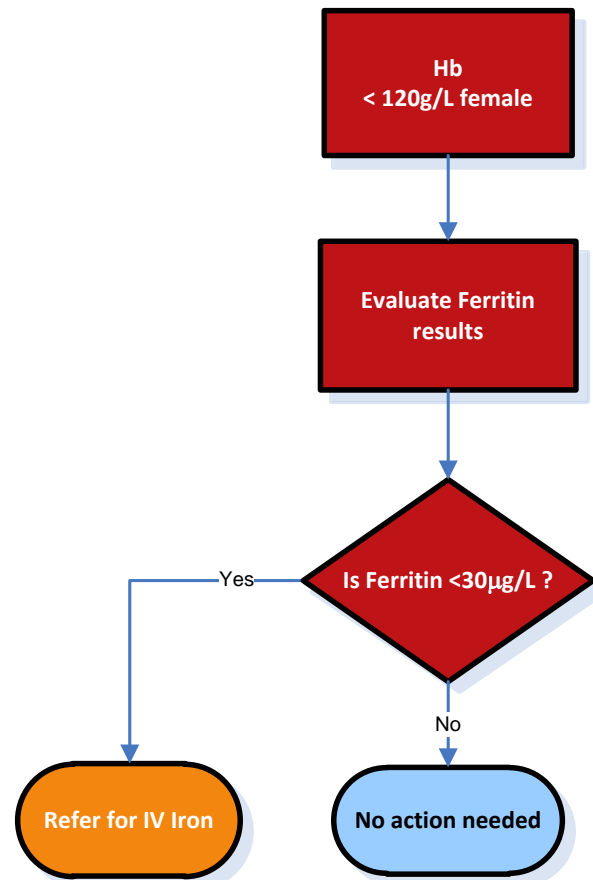 Hb
< 120g/L female
Evaluate Ferritin
results
Is Ferritin <30µg/L ?
Yes
No
Refer for IV Iron
No action needed